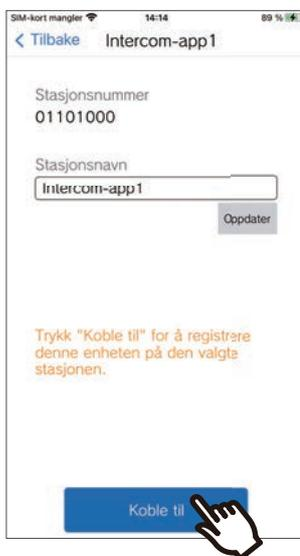 SIM-kort mangler 14:14 89 %
Tilbake Intercom-app1
Stasjonsnummer
01101000
Stasjonsnavn
Intercom-app1
Oppdater
Trykk "Koble til" for å registrere
denne enheten på den valgte
stasjonen.
Koble til